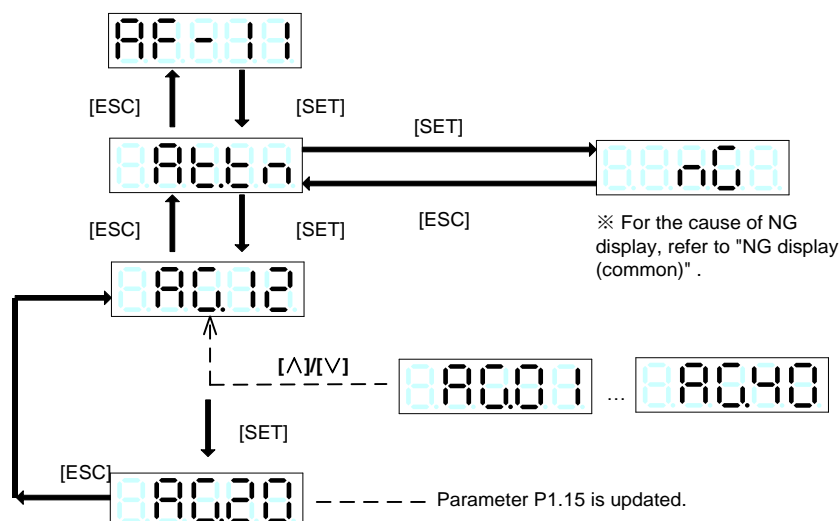 AF-11
[ESC]
[SET]
[SET]
At.tn
nG
[ESC]
[SET]
[ESC]
※ For the cause of NG
display, refer to "NG display
(common)" .
AG.12
[∧]/[∨]
AG.01
...
AG.40
[SET]
[ESC]
AG.20
Parameter P1.15 is updated.